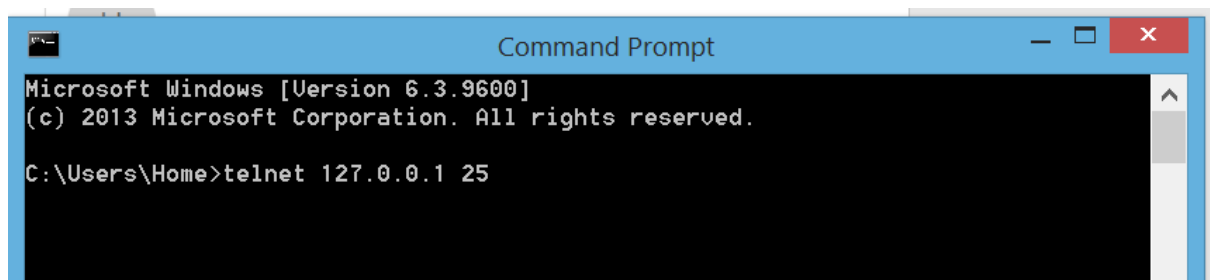 Command Prompt
Microsoft Windows [Version 6.3.9600]
(c) 2013 Microsoft Corporation. All rights reserved.
C:\Users\Home>telnet 127.0.0.1 25